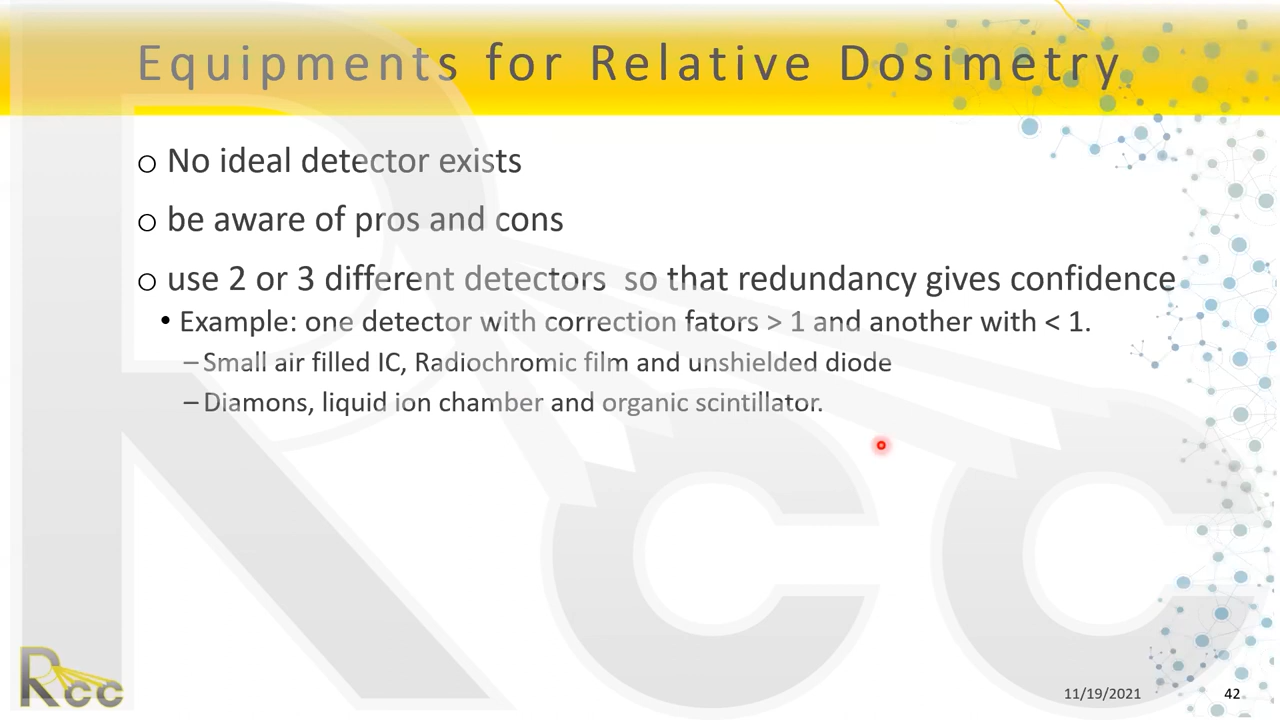 Equipments for Relative Dosimetry
o No ideal detector exists
o be aware of pros and cons
o use 2 or 3 different detectors so that redundancy gives confidence
• Example: one detector with correction fators > 1 and another with < 1.
– Small air filled IC, Radiochromic film and unshielded diode
– Diamons, liquid ion chamber and organic scintillator.
Rcc
Rcc
11/19/2021
42